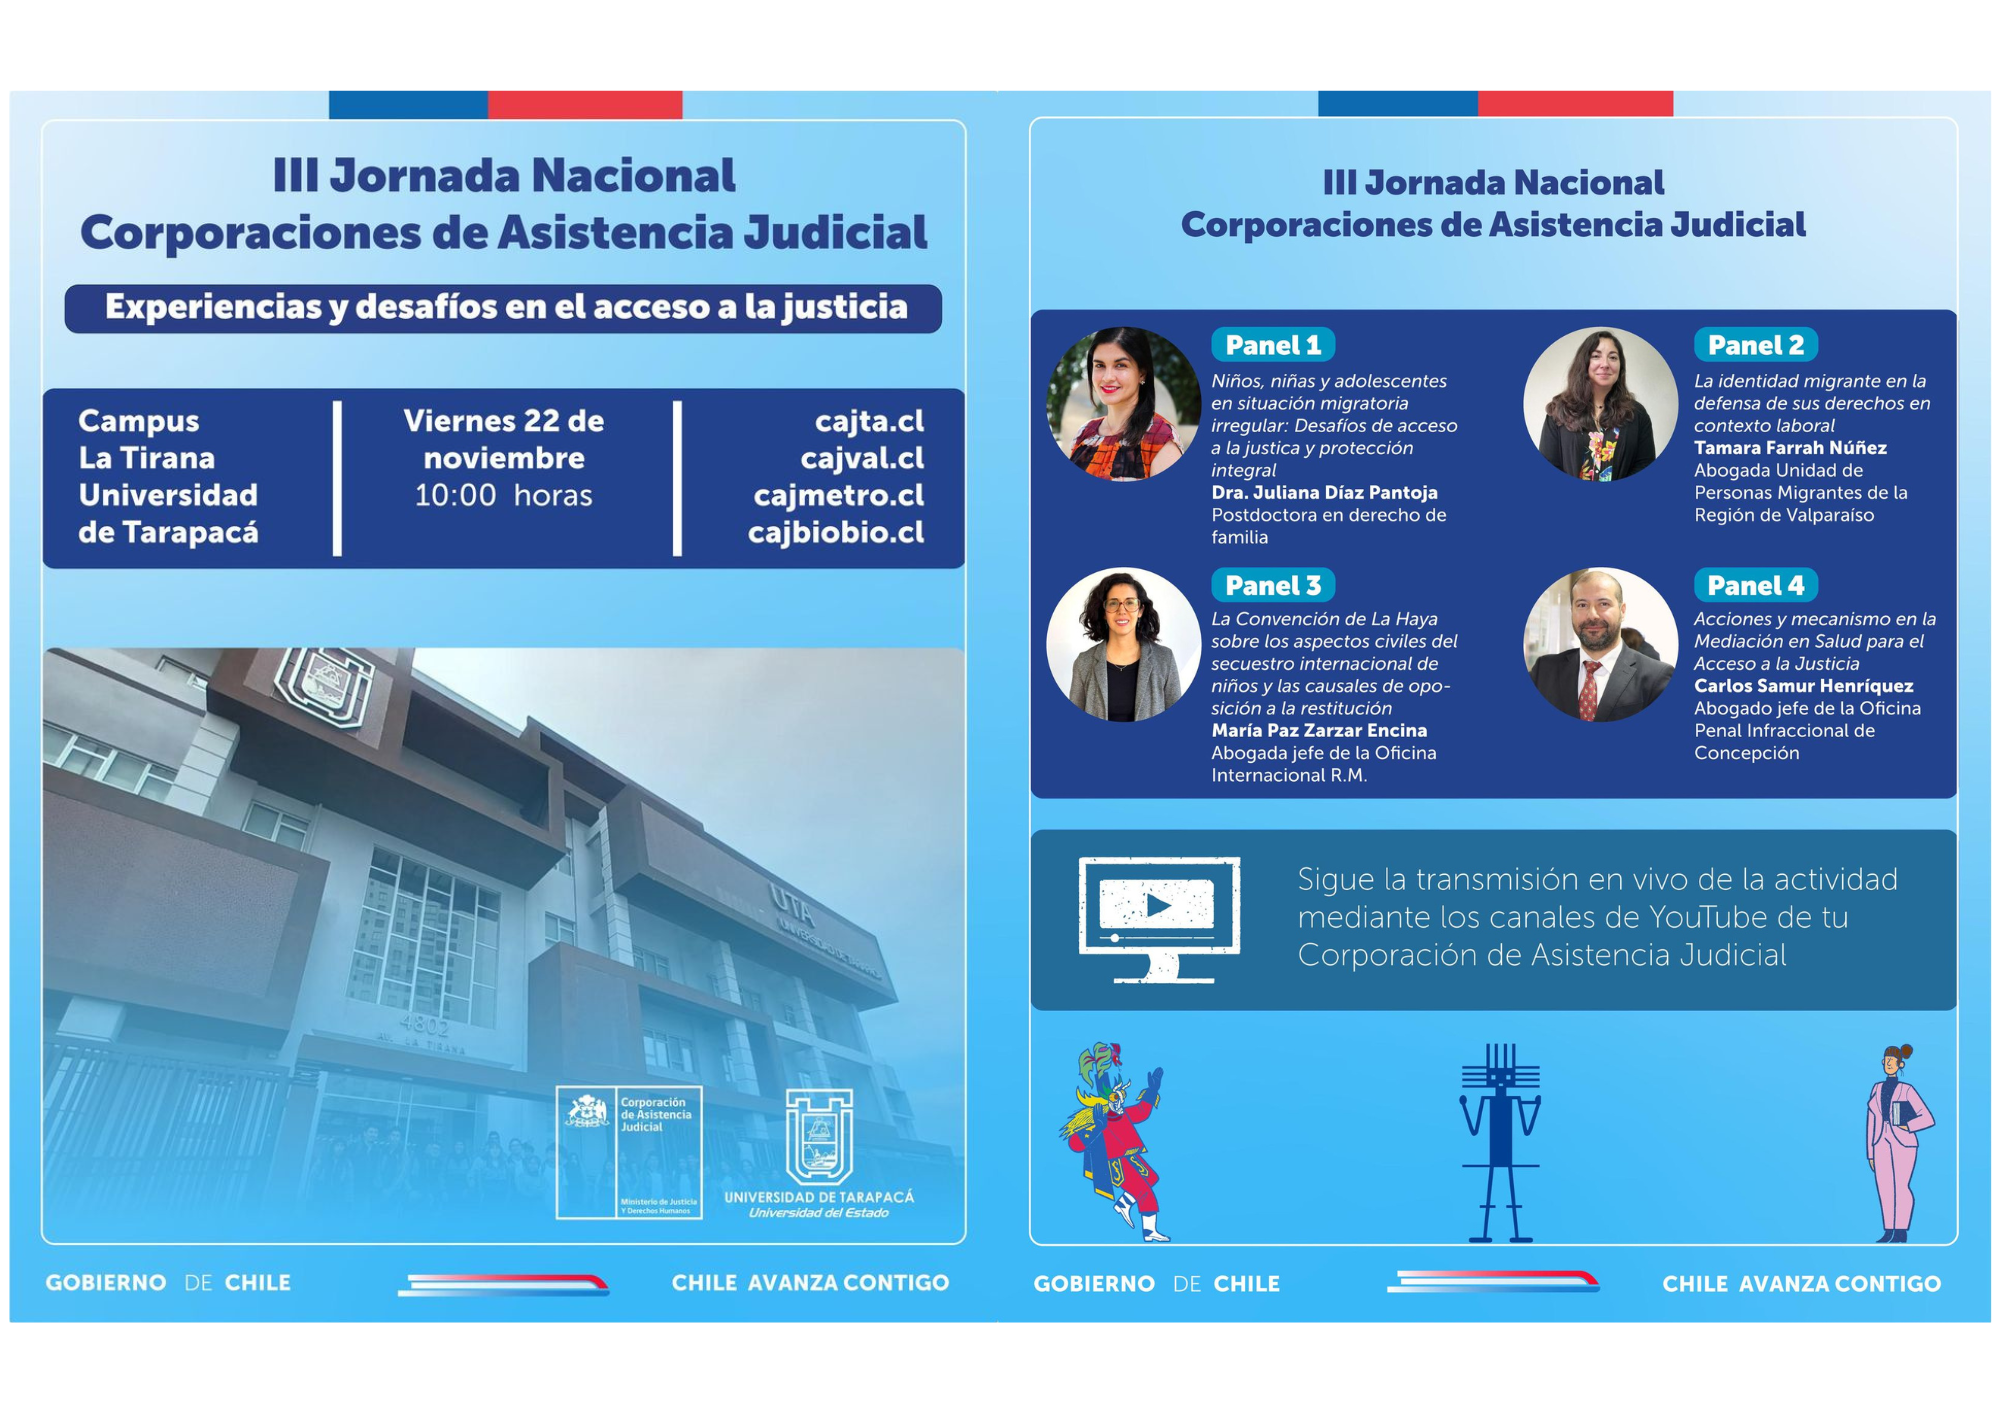 III Jornada Nacional
Corporaciones de Asistencia Judicial
Experiencias y desafíos en el acceso a la justicia
Campus
La Tirana
Universidad
de Tarapacá
Viernes 22 de
noviembre
10:00 horas
cajta.cl
cajval.cl
cajmetro.cl
cajbiobio.cl
UTA
UNIVERSIDAD DE TARAPACÁ
4802
AV. LA TIRANA
Corporación
de Asistencia
Judicial
Ministerio de Justicia
Y Derechos Humanos
UNIVERSIDAD DE TARAPACÁ
Universidad del Estado
GOBIERNO DE CHILE
CHILE AVANZA CONTIGO
III Jornada Nacional
Corporaciones de Asistencia Judicial
Panel 1
Niños, niñas y adolescentes
en situación migratoria
irregular: Desafíos de acceso
a la justica y protección
integral
Dra. Juliana Díaz Pantoja
Postdoctora en derecho de
familia
Panel 2
La identidad migrante en la
defensa de sus derechos en
contexto laboral
Tamara Farrah Núñez
Abogada Unidad de
Personas Migrantes de la
Región de Valparaíso
Panel 3
La Convención de La Haya
sobre los aspectos civiles del
secuestro internacional de
niños y las causales de opo-
sición a la restitución
María Paz Zarzar Encina
Abogada jefe de la Oficina
Internacional R.M.
Panel 4
Acciones y mecanismo en la
Mediación en Salud para el
Acceso a la Justicia
Carlos Samur Henríquez
Abogado jefe de la Oficina
Penal Infraccional de
Concepción
Sigue la transmisión en vivo de la actividad
mediante los canales de YouTube de tu
Corporación de Asistencia Judicial
GOBIERNO DE CHILE
CHILE AVANZA CONTIGO